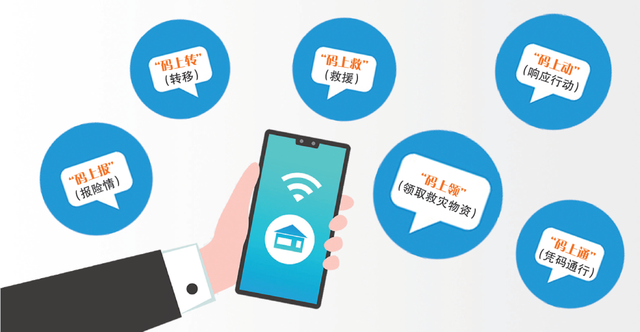 “码上转”
(转移)
“码上救”
(救援)
“码上动”
(响应行动)
“码上报”
(报险情)
“码上领”
(领取救灾物资)
“码上通”
(凭码通行)